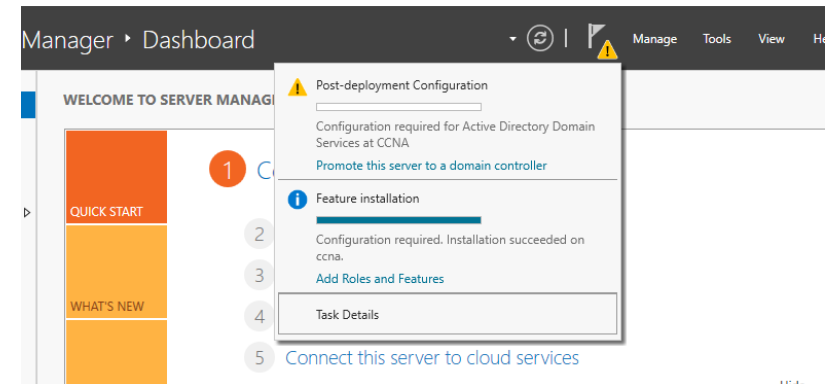 Manager ‣ Dashboard
Manage Tools View
WELCOME TO SERVER MANAG
Post-deployment Configuration
Configuration required for Active Directory Domain
Services at CCNA
Promote this server to a domain controller
1
Feature installation
QUICK START
2
Configuration required. Installation succeeded on
ccna.
3
Add Roles and Features
WHAT'S NEW
4
Task Details
5 Connect this server to cloud services